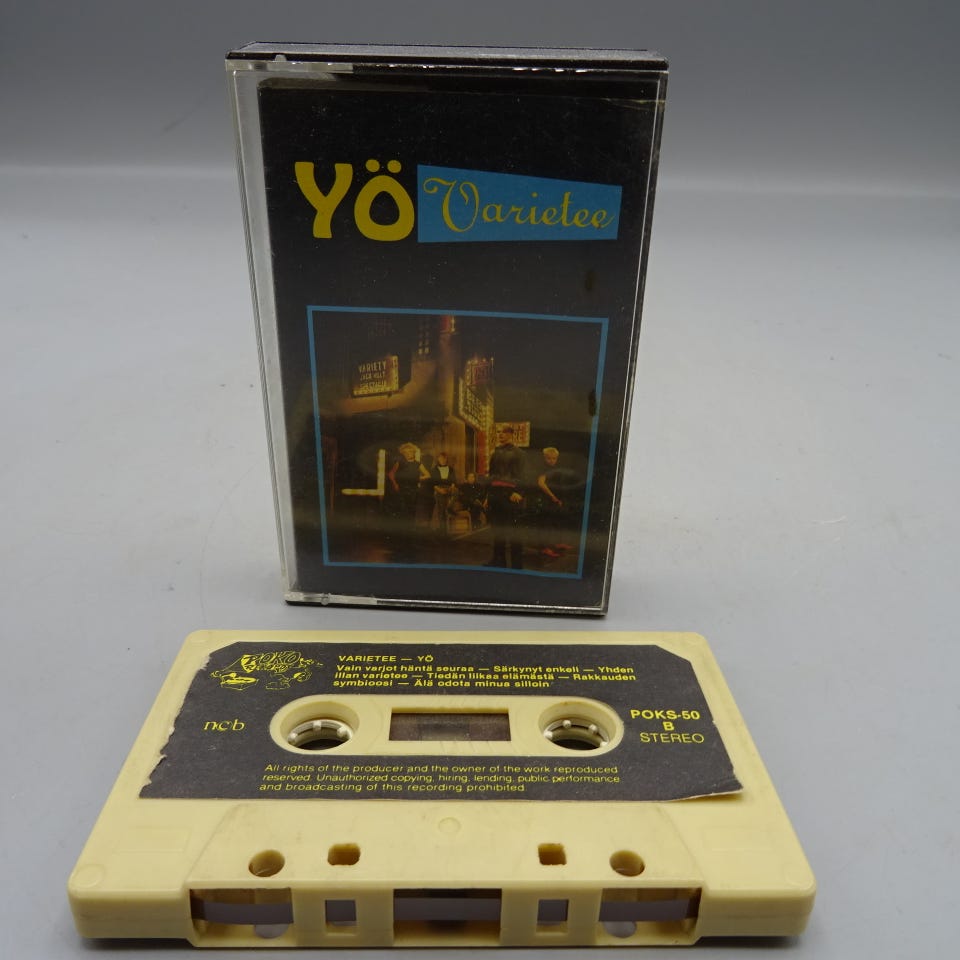 YÖ Varietee
VARIETY
POKO
VARIETEE — YÖ
Vain varjot häntä seuraa — Särkynyt enkeli — Yhden
illan varietee — Tiedän liikaa elämästä — Rakkauden
symbioosi — Älä odota minua silloin
ncb
POKS-50
B
STEREO
All rights of the producer and the owner of the work reproduced
reserved. Unauthorized copying, hiring, lending, public performance
and broadcasting of this recording prohibited